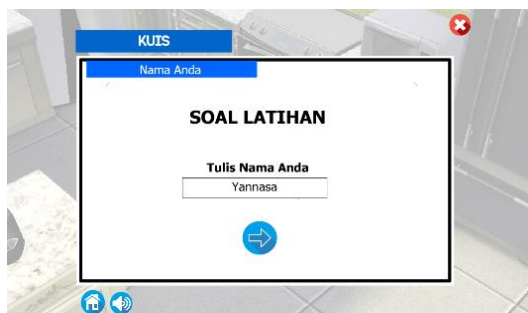 KUIS
Nama Anda
SOAL LATIHAN
Tulis Nama Anda
Yannasa